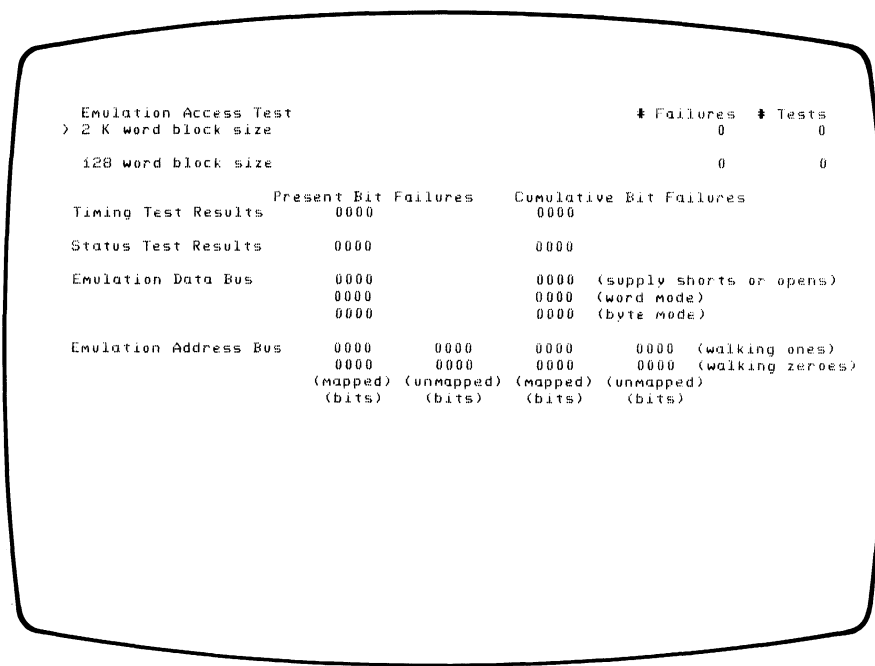 Emulation Access Test # Failures # Tests
> 2 K word block size 0 0
128 word block size 0 0
Present Bit Failures Cumulative Bit Failures
Timing Test Results 0000 0000
Status Test Results 0000 0000
Emulation Data Bus 0000 0000 (supply shorts or opens)
0000 0000 (word mode)
0000 0000 (byte mode)
Emulation Address Bus 0000 0000 0000 0000 (walking ones)
0000 0000 0000 0000 (walking zeroes)
(mapped) (unmapped) (mapped) (unmapped)
(bits) (bits) (bits) (bits)